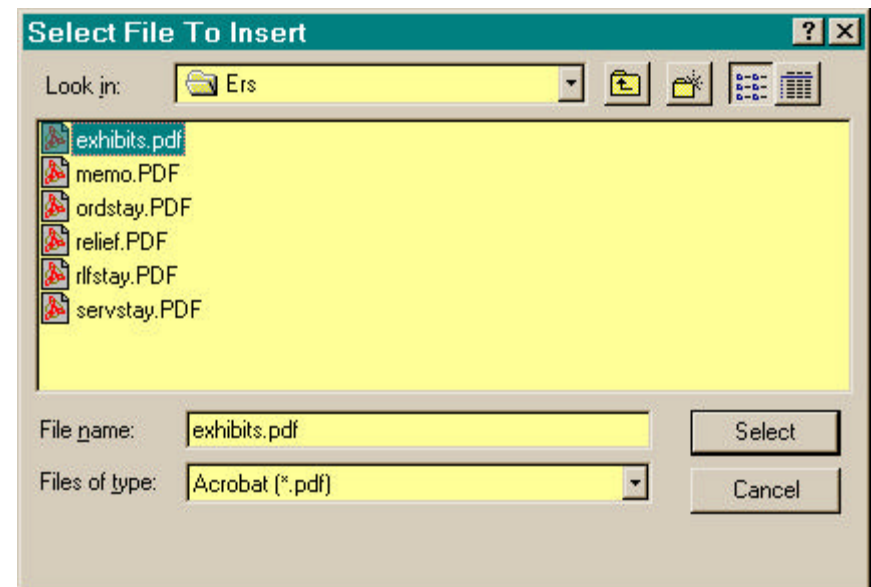 Select File To Insert
Look in: Ers
exhibits.pdf
memo.PDF
ordstay.PDF
relief.PDF
rlfstay.PDF
servstay.PDF
File name: exhibits.pdf Select
Files of type: Acrobat (*.pdf) Cancel